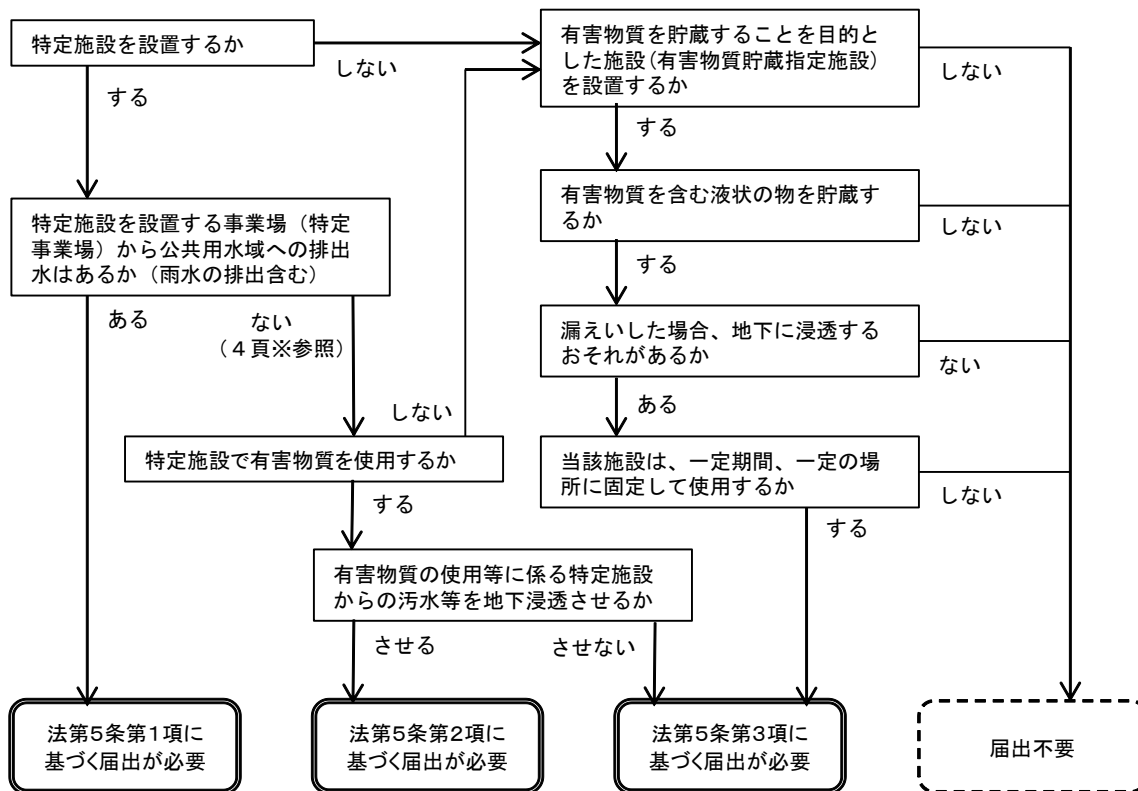 特定施設を設置するか
しない
する
有害物質を貯蔵することを目的と
した施設(有害物質貯蔵指定施設)
を設置するか
しない
する
特定施設を設置する事業場（特定
事業場）から公共用水域への排出
水はあるか（雨水の排出含む）
ある
ない
（４頁※参照）
有害物質を含む液状の物を貯蔵す
るか
しない
する
漏えいした場合、地下に浸透する
おそれがあるか
ない
ある
しない
特定施設で有害物質を使用するか
する
当該施設は、一定期間、一定の場
所に固定して使用するか
しない
する
有害物質の使用等に係る特定施設
からの汚水等を地下浸透させるか
させる
させない
法第５条第１項に
基づく届出が必要
法第５条第２項に
基づく届出が必要
法第５条第３項に
基づく届出が必要
届出不要